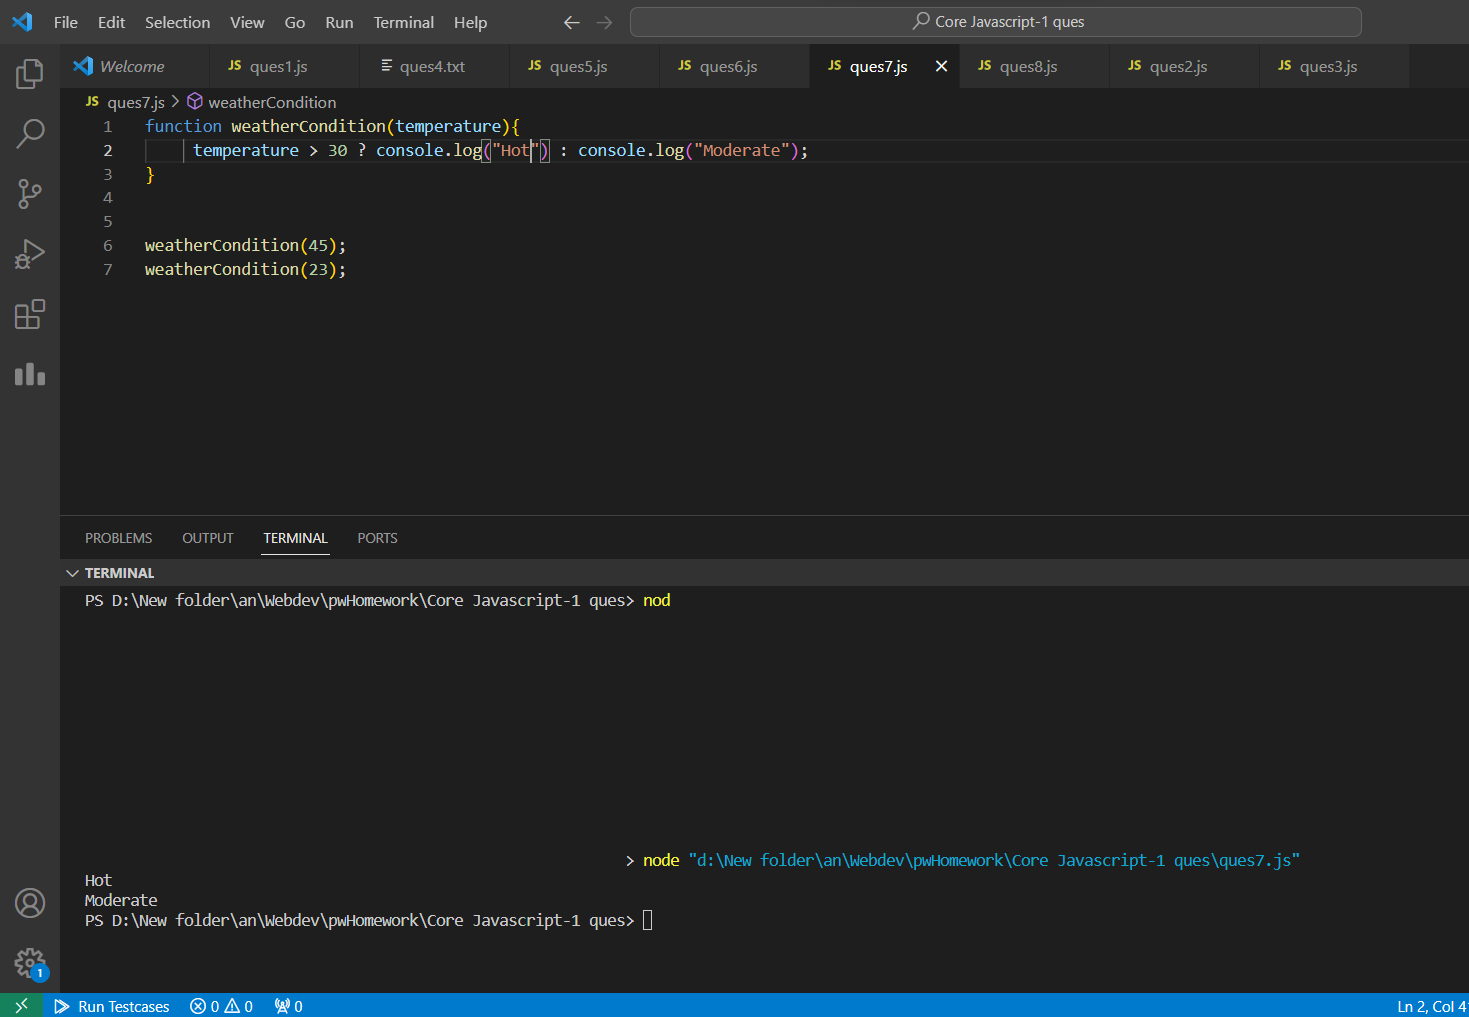 File Edit Selection View Go Run Terminal Help Core Javascript-1 ques
Welcome JS ques1.js ques4.txt JS ques5.js JS ques6.js JS ques7.js JS ques8.js JS ques2.js JS ques3.js
JS ques7.js > weatherCondition
1 function weatherCondition(temperature){
2 temperature > 30 ? console.log("Hot") : console.log("Moderate");
3 }
4
5
6 weatherCondition(45);
7 weatherCondition(23);
PROBLEMS OUTPUT TERMINAL PORTS
TERMINAL
PS D:\New folder\an\Webdev\pwHomework\Core Javascript-1 ques> nod
> node "d:\New folder\an\Webdev\pwHomework\Core Javascript-1 ques\ques7.js"
Hot
Moderate
PS D:\New folder\an\Webdev\pwHomework\Core Javascript-1 ques>
1
Run Testcases 0 0 0 Ln 2, Col 4